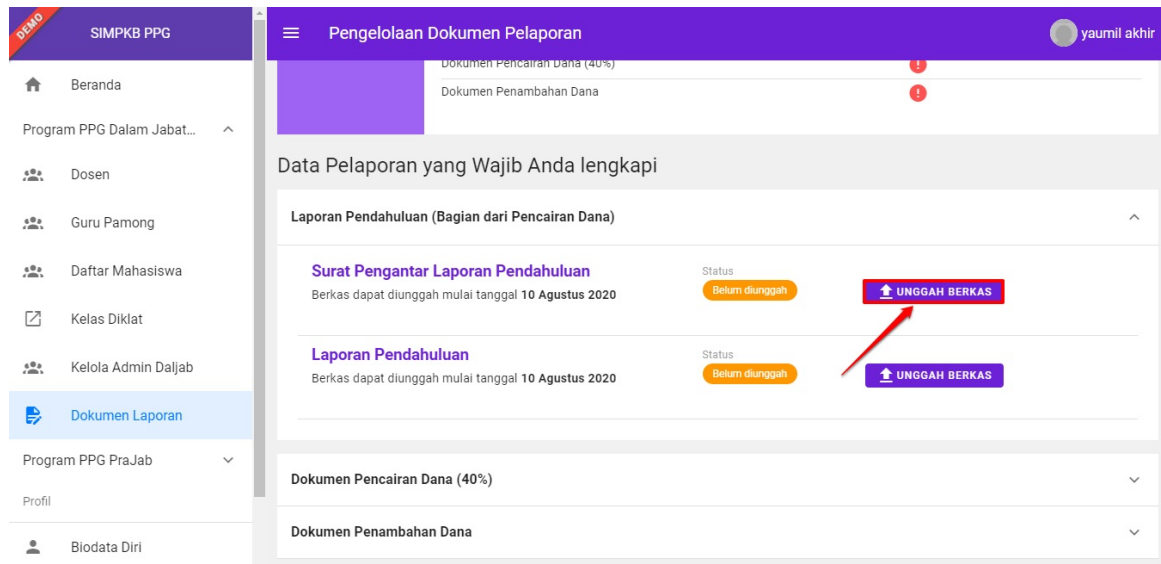 DEMO
SIMPKB PPG
Pengelolaan Dokumen Pelaporan
yaumil akhir
Beranda
Program PPG Dalam Jabat...
Dosen
Guru Pamong
Daftar Mahasiswa
Kelas Diklat
Kelola Admin Daljab
Dokumen Laporan
Program PPG PraJab
Profil
Biodata Diri
Dokumen Pencairan Dana (40%)
Dokumen Penambahan Dana
Data Pelaporan yang Wajib Anda lengkapi
Laporan Pendahuluan (Bagian dari Pencairan Dana)
Surat Pengantar Laporan Pendahuluan
Berkas dapat diunggah mulai tanggal 10 Agustus 2020
Status
Belum diunggah
UNGGAH BERKAS
Laporan Pendahuluan
Berkas dapat diunggah mulai tanggal 10 Agustus 2020
Status
Belum diunggah
UNGGAH BERKAS
Dokumen Pencairan Dana (40%)
Dokumen Penambahan Dana